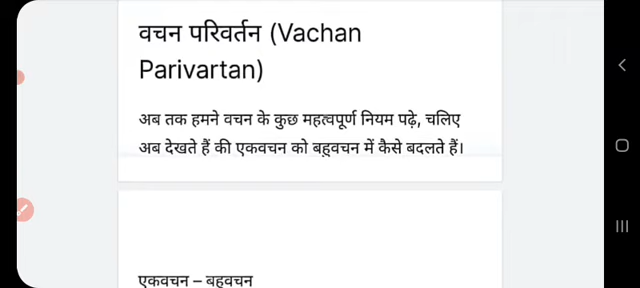 वचन परिवर्तन (Vachan
Parivartan)
अब तक हमने वचन के कुछ महत्वपूर्ण नियम पढ़े, चलिए
अब देखते हैं की एकवचन को बहुवचन में कैसे बदलते हैं।
एकवचन – बहुवचन